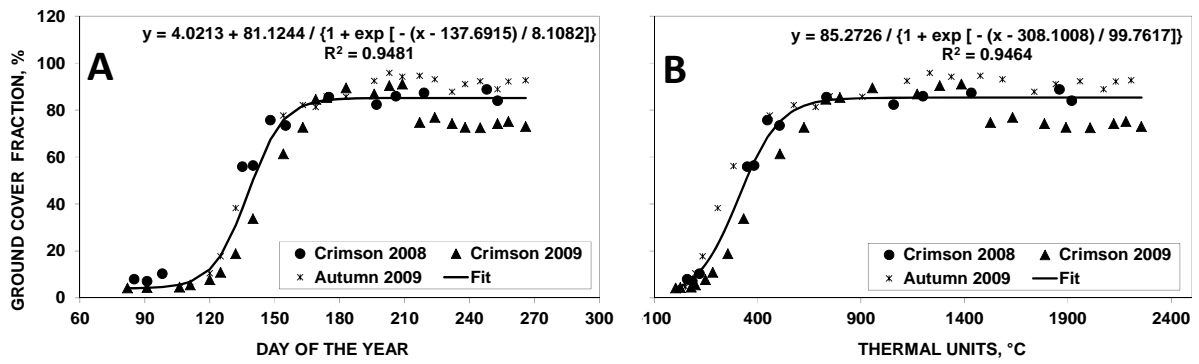 y = 4.0213 + 81.1244 / {1 + exp [ - (x - 137.6915) / 8.1082]}
R² = 0.9481
A
GROUND COVER FRACTION, %
100
80
60
40
20
0
Crimson 2008
Crimson 2009
Autumn 2009
Fit
60 90 120 150 180 210 240 270 300
DAY OF THE YEAR
y = 85.2726 / {1 + exp [ - (x - 308.1008) / 99.7617]}
R² = 0.9464
B
Crimson 2008
Crimson 2009
Autumn 2009
Fit
-100 400 900 1400 1900 2400
THERMAL UNITS, °C